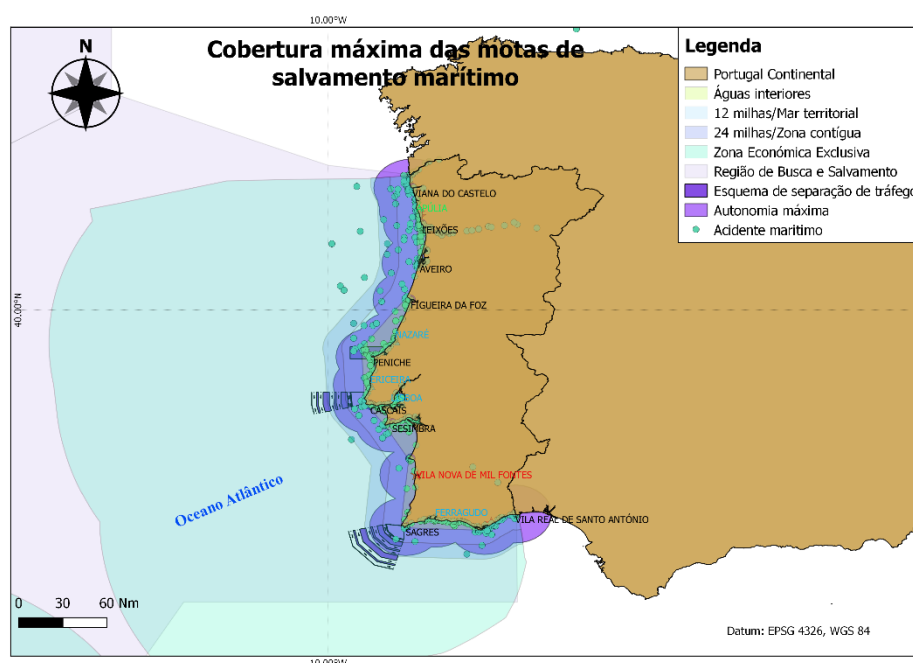 10.00°W
Cobertura máxima das motas de
salvamento marítimo
N
Legenda
Portugal Continental
Águas interiores
12 milhas/Mar territorial
24 milhas/Zona contígua
Zona Económica Exclusiva
Região de Busca e Salvamento
Esquema de separação de tráfego
Autonomia máxima
Acidente marítimo
VIANA DO CASTELO
LEIXÕES
AVEIRO
40.00°N
FIGUEIRA DA FOZ
NAZARÉ
PENICHE
ERICEIRA
CASCAIS
SESIMBRA
VILA NOVA DE MIL FONTES
Oceano Atlântico
FERRAGUDO
VILA REAL DE SANTO ANTÓNIO
SAGRES
0 30 60 Nm
Datum: EPSG 4326, WGS 84
10.00°W